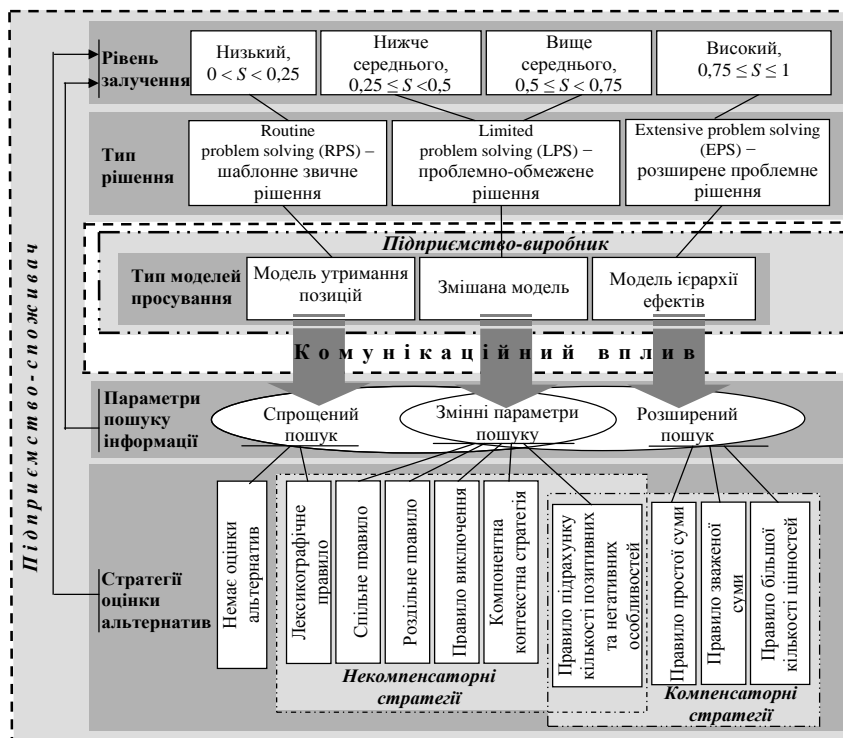 Підприємство-споживач
Рівень
залучення
Низький,
0 < S < 0,25
Нижче
середнього,
0,25 ≤ S <0,5
Вище
середнього,
0,5 ≤ S < 0,75
Високий,
0,75 ≤ S ≤ 1
Тип
рішення
Routine
problem solving (RPS) –
шаблонне звичне
рішення
Limited
problem solving (LPS) –
проблемно-обмежене
рішення
Extensive problem solving
(EPS) –
розширене проблемне
рішення
Підприємство-виробник
Тип моделей
просування
Модель утримання
позицій
Змішана модель
Модель ієрархії
ефектів
Комунікаційний вплив
Параметри
пошуку
інформації
Спрощений
пошук
Змінні параметри
пошуку
Розширений
пошук
Стратегії
оцінки
альтернатив
Немає оцінки
альтернатив
Лексикографічне
правило
Спільне правило
Роздільне правило
Правило виключення
Компонентна
контекстна стратегія
Правило підрахунку
кількості позитивних
та негативних
особливостей
Правило простої суми
Правило зваженої
суми
Правило більшої
кількості цінностей
Некомпенсаторні
стратегії
Компенсаторні
стратегії